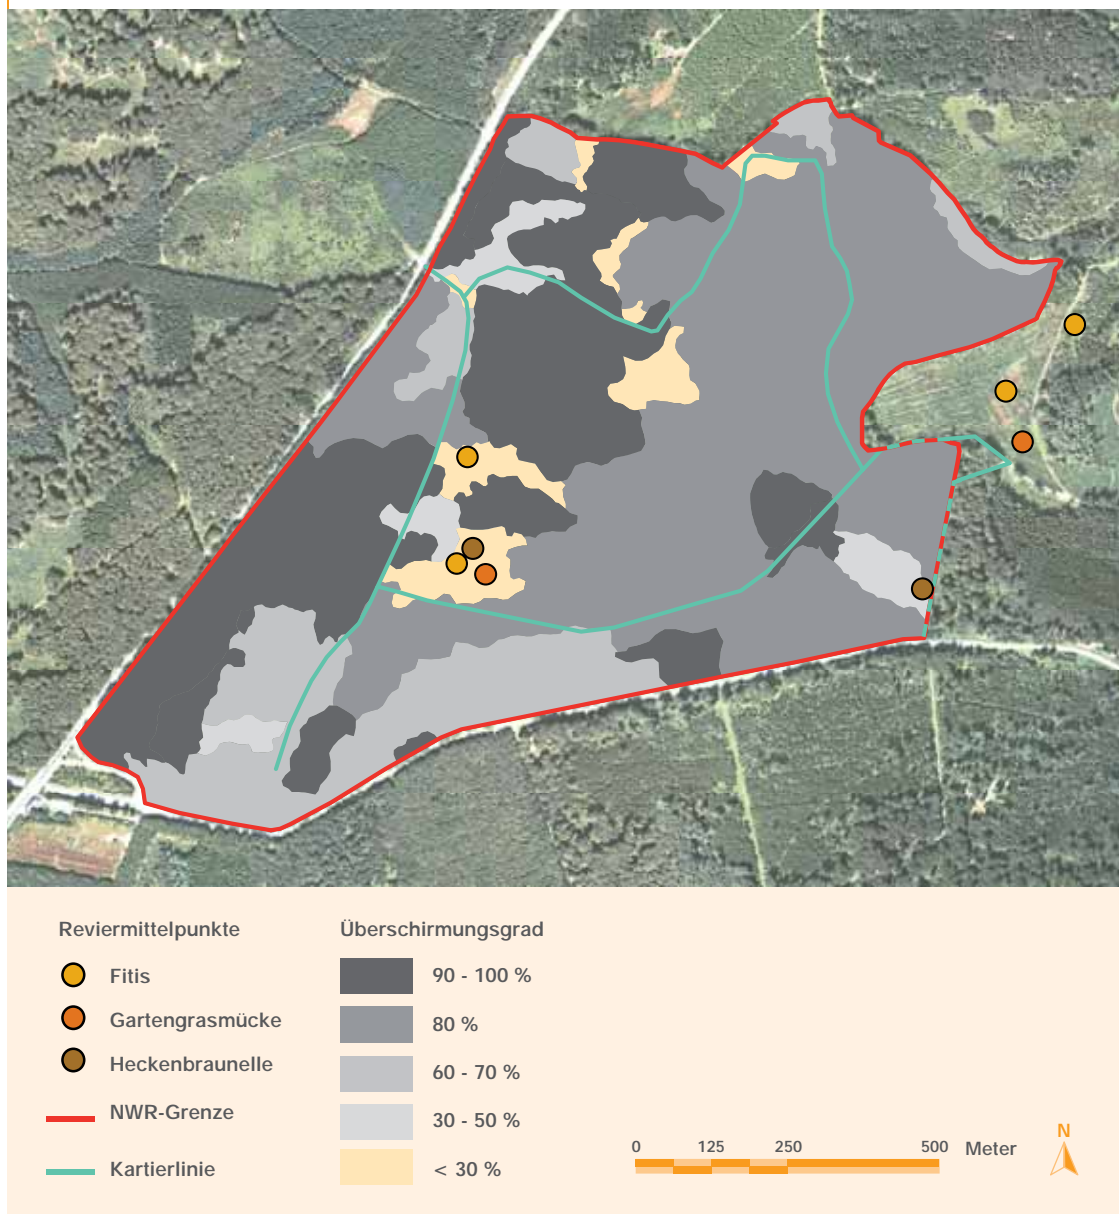 Reviermittelpunkte
Fitis
Gartengrasmücke
Heckenbraunelle
NWR-Grenze
Kartierlinie
Überschirmungsgrad
90 - 100 %
80 %
60 - 70 %
30 - 50 %
< 30 %
0 125 250 500 Meter
N